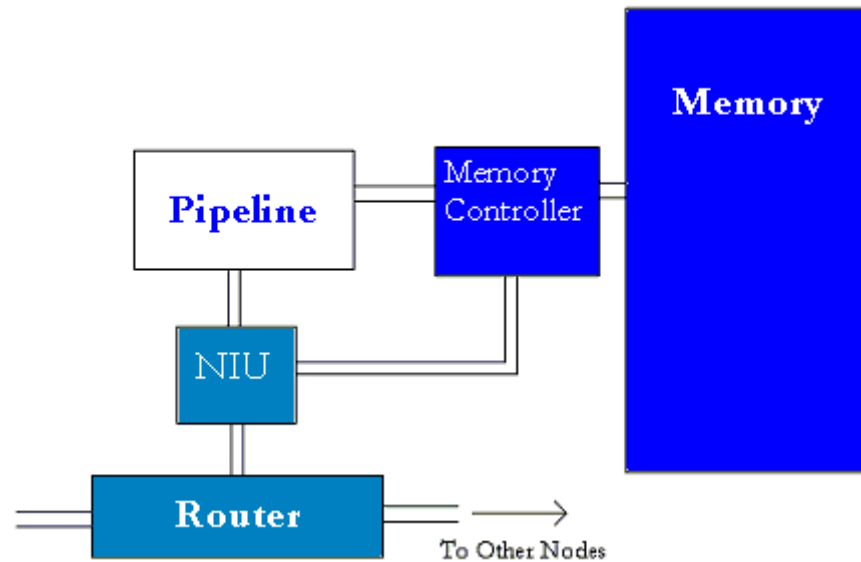 Memory
Memory
Controller
Pipeline
NIU
Router
To Other Nodes